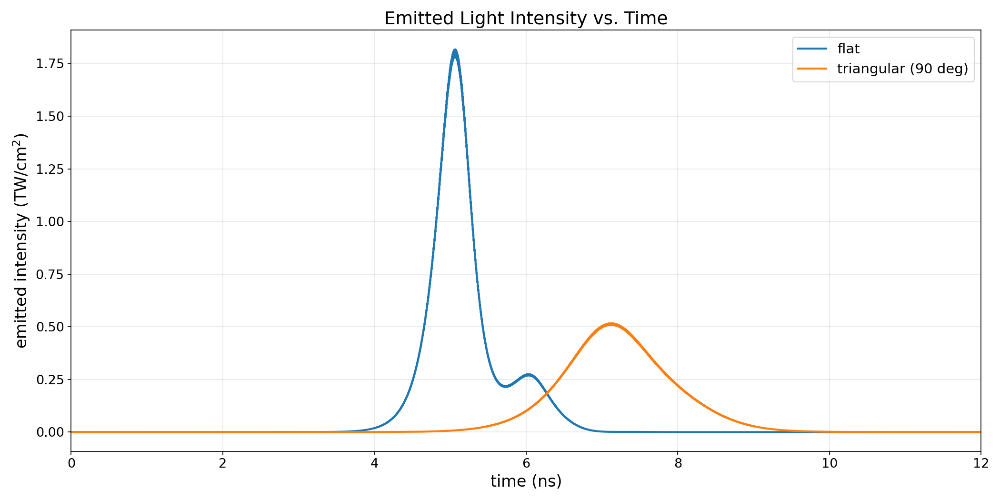 Emitted Light Intensity vs. Time
flat
triangular (90 deg)
emitted intensity (TW/cm²)
1.75
1.50
1.25
1.00
0.75
0.50
0.25
0.00
0 2 4 6 8 10 12
time (ns)